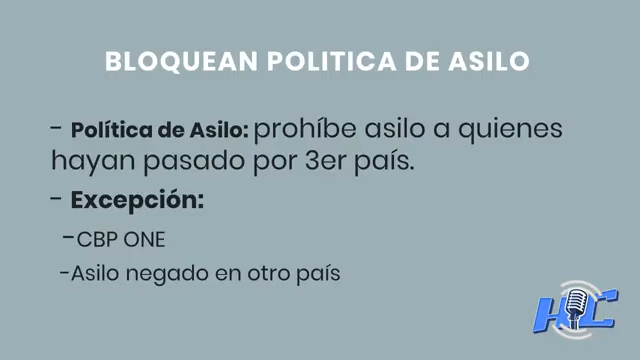 BLOQUEAN POLITICA DE ASILO
- Política de Asilo: prohíbe asilo a quienes
hayan pasado por 3er país.
- Excepción:
-CBP ONE
-Asilo negado en otro país
HC